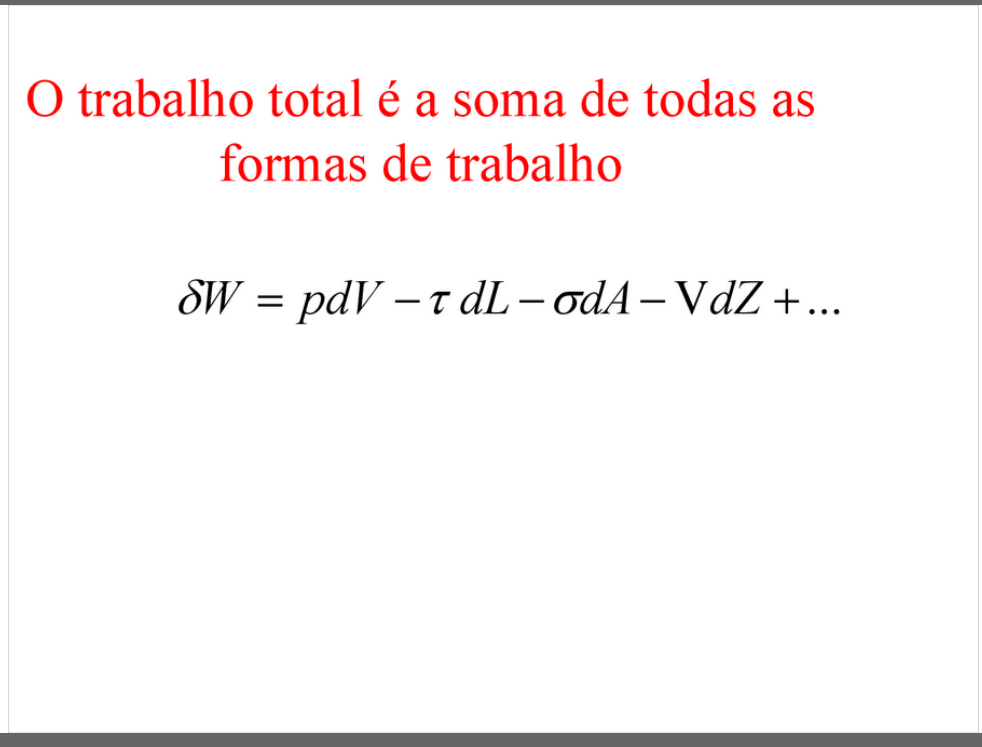 O trabalho total é a soma de todas as
formas de trabalho
δW = pdV − τ dL − σdA − VdZ + ...